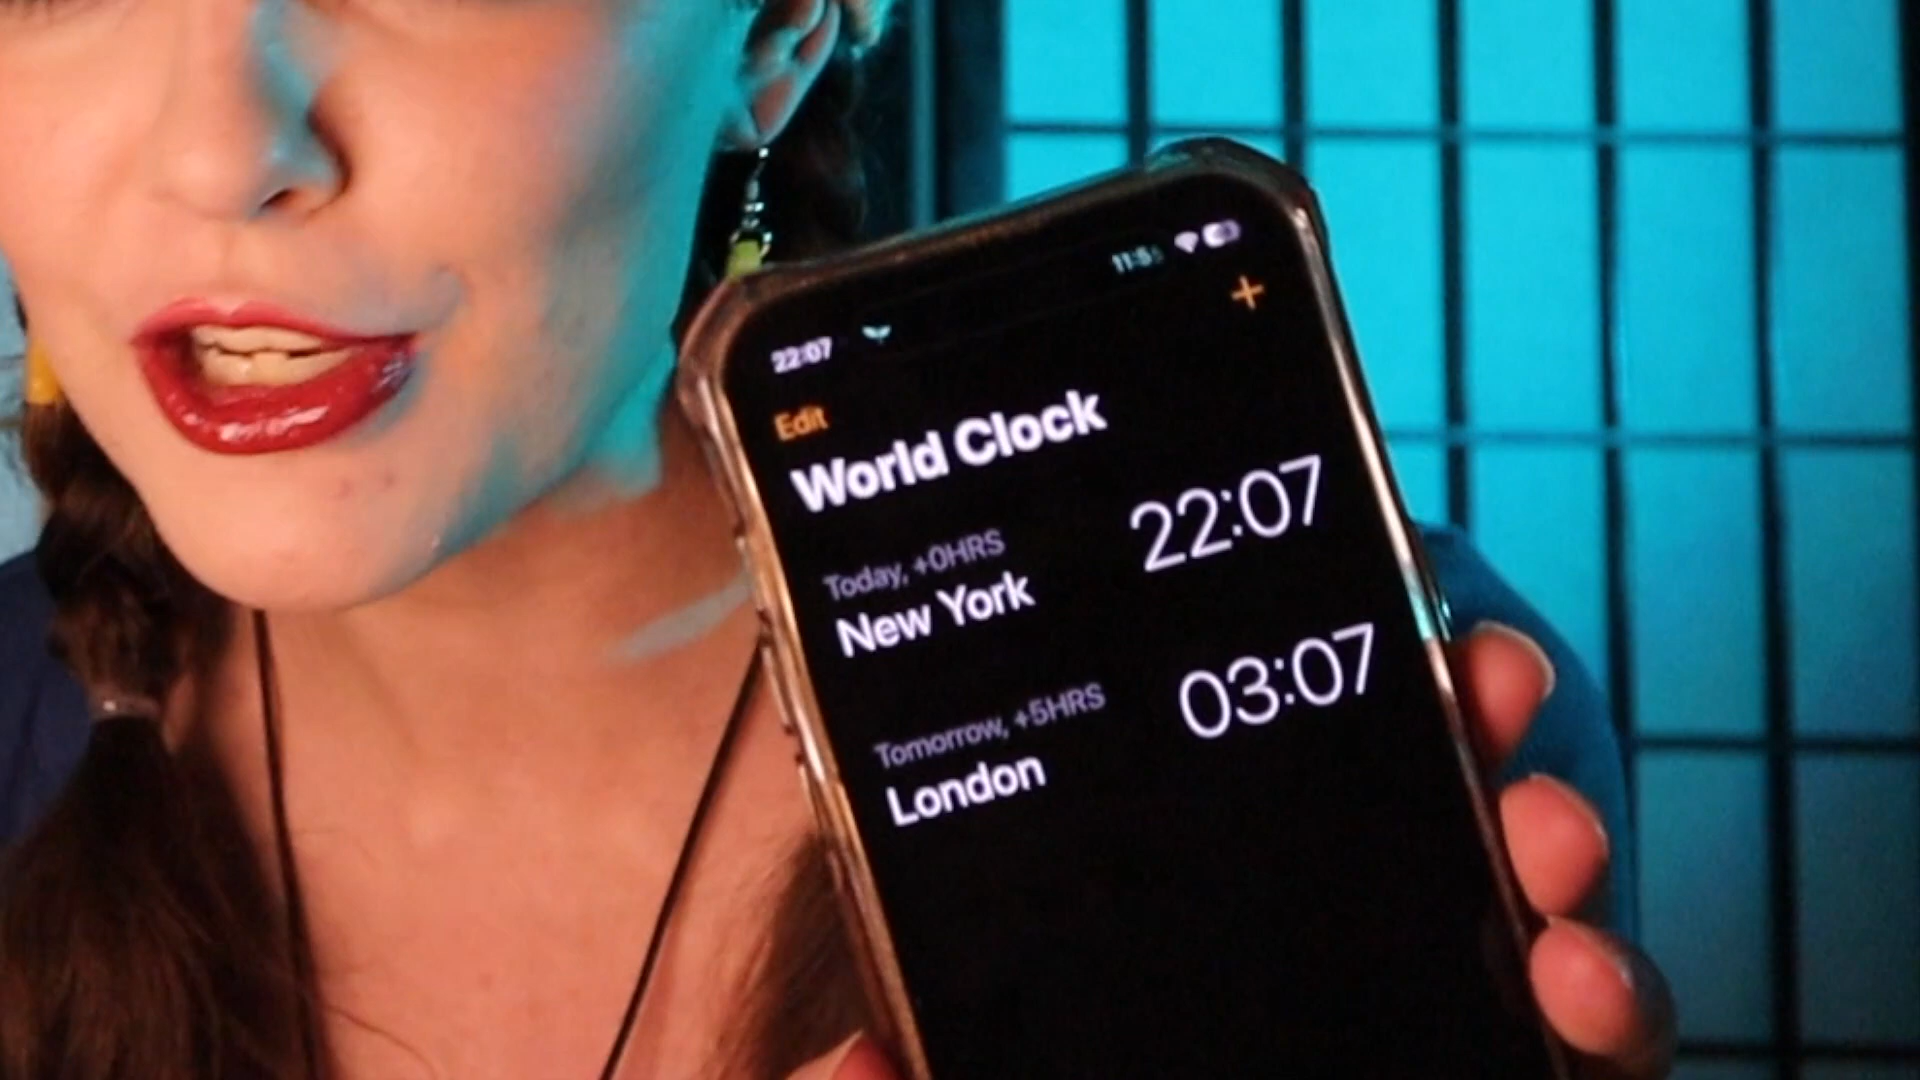 22:07
Edit
World Clock
Today, +0HRS
New York
22:07
Tomorrow, +5HRS
London
03:07